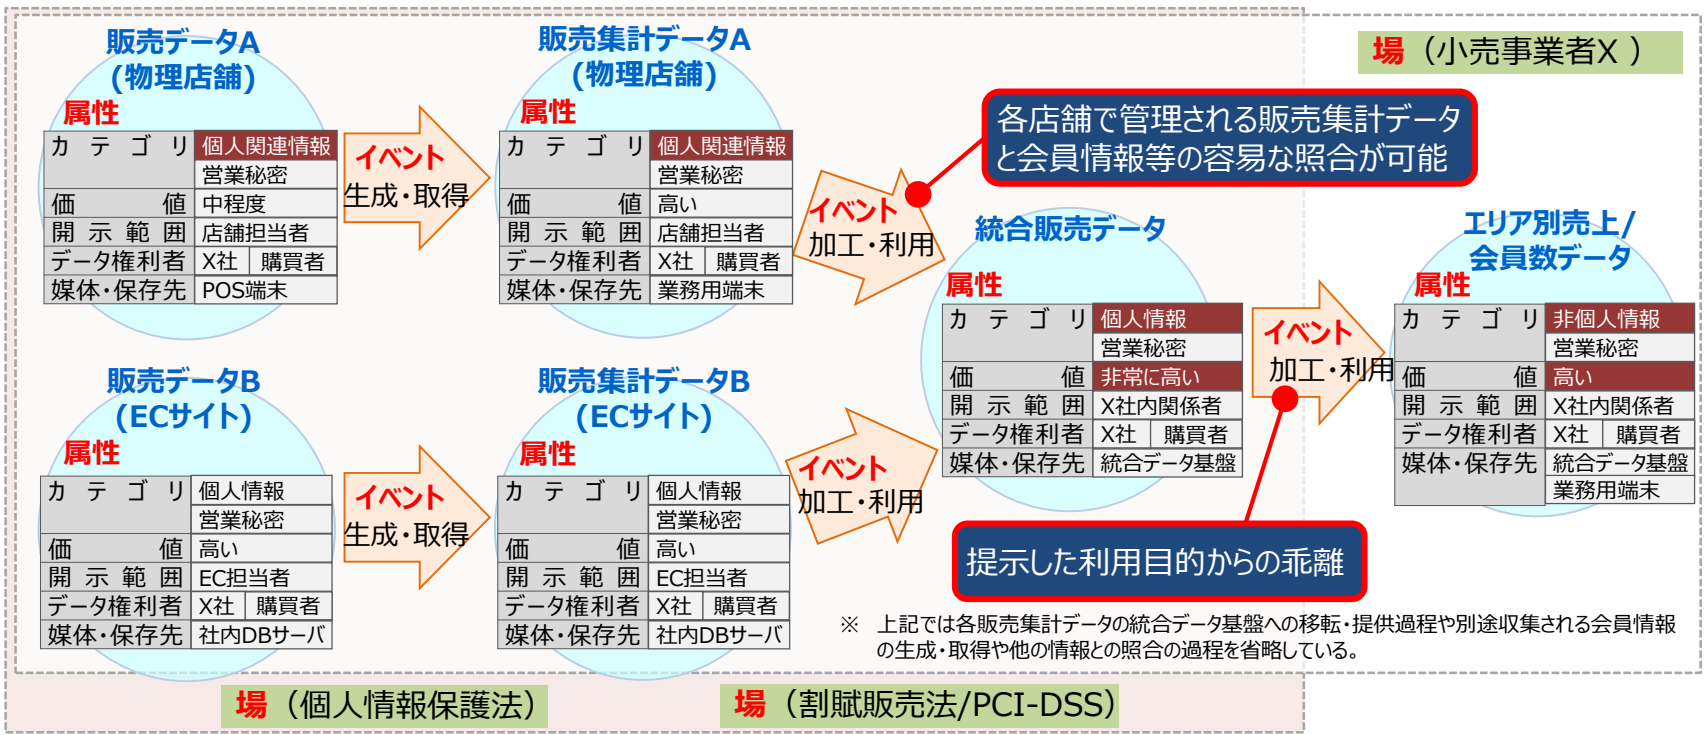 場（小売事業者X ）
販売データA
(物理店舗)
属性
カテゴリ 個人関連情報
営業秘密
価値 中程度
開示範囲 店舗担当者
データ権利者 X社 購買者
媒体・保存先 POS端末
イベント
生成・取得
販売集計データA
(物理店舗)
属性
カテゴリ 個人関連情報
営業秘密
価値 高い
開示範囲 店舗担当者
データ権利者 X社 購買者
媒体・保存先 業務用端末
イベント
加工・利用
各店舗で管理される販売集計データ
と会員情報等の容易な照合が可能
販売データB
(ECサイト)
属性
カテゴリ 個人情報
営業秘密
価値 高い
開示範囲 EC担当者
データ権利者 X社 購買者
媒体・保存先 社内DBサーバ
イベント
生成・取得
販売集計データB
(ECサイト)
属性
カテゴリ 個人情報
営業秘密
価値 高い
開示範囲 EC担当者
データ権利者 X社 購買者
媒体・保存先 社内DBサーバ
イベント
加工・利用
統合販売データ
属性
カテゴリ 個人情報
営業秘密
価値 非常に高い
開示範囲 X社内関係者
データ権利者 X社 購買者
媒体・保存先 統合データ基盤
イベント
加工・利用
提示した利用目的からの乖離
エリア別売上/
会員数データ
属性
カテゴリ 非個人情報
営業秘密
価値 高い
開示範囲 X社内関係者
データ権利者 X社 購買者
媒体・保存先 統合データ基盤
業務用端末
※ 上記では各販売集計データの統合データ基盤への移転・提供過程や別途収集される会員情報
の生成・取得や他の情報との照合の過程を省略している。
場（個人情報保護法）
場（割賦販売法/PCI-DSS）